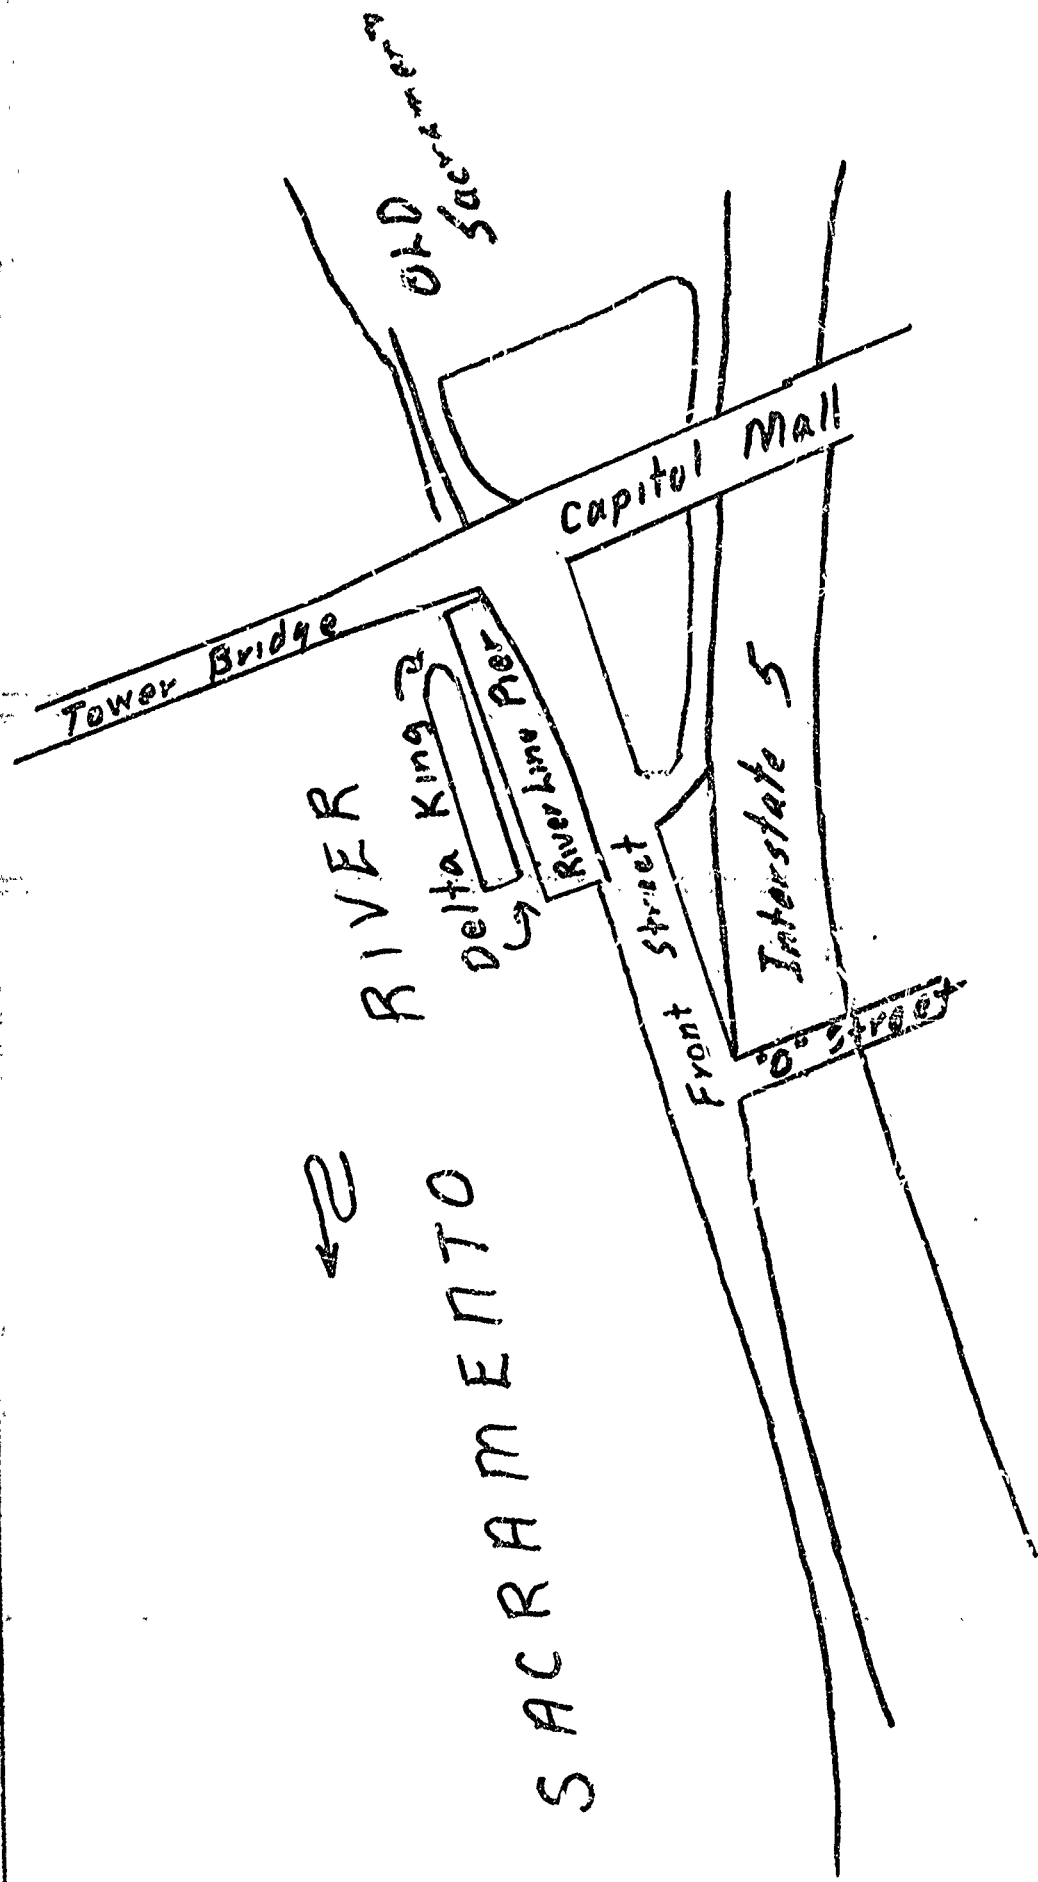 OLD
Sacramento
Tower Bridge
Capitol Mall
RIVER
Delta King
River Line Pier
Interstate 5
Front Street
"O" Street
SACRAMENTO